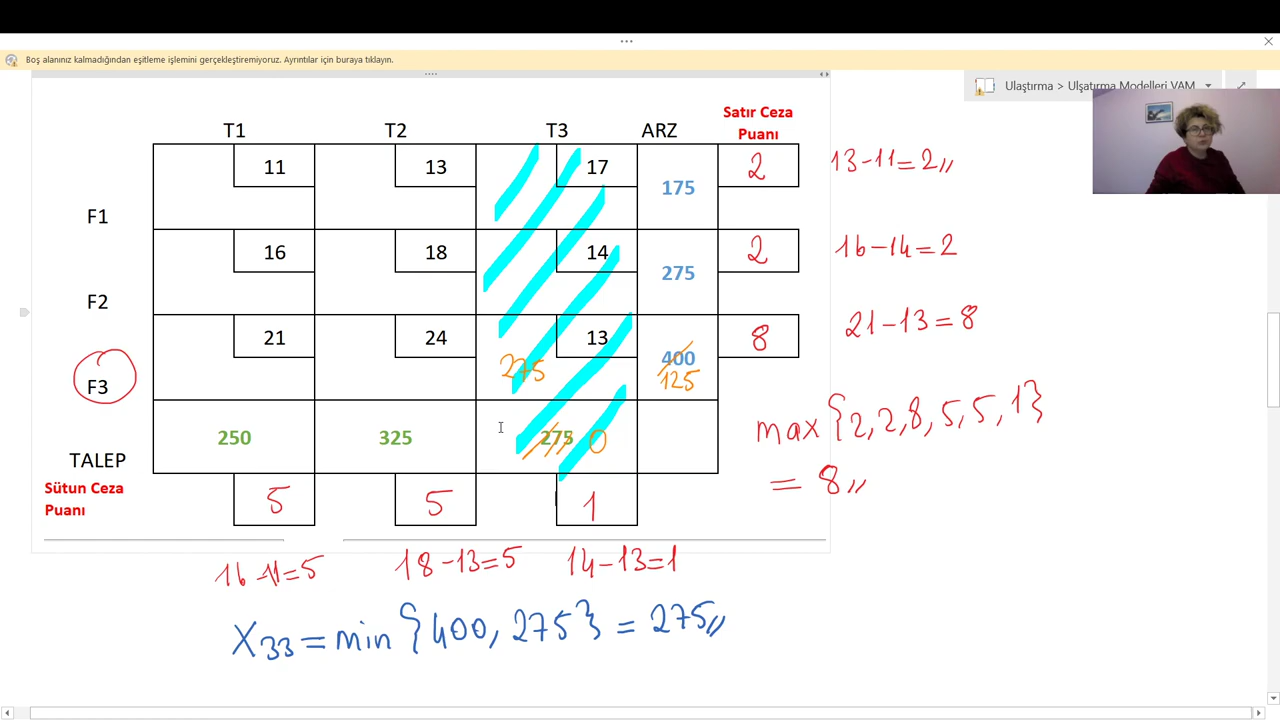 Boş alanınız kalmadığından eşitleme işlemini gerçekleştiremiyoruz. Ayrıntılar için buraya tıklayın.
Ulaştırma > Ulşatırma Modelleri VAM
T1 T2 T3 ARZ Satır Ceza Puanı
11 13 17 175 2 13-11=2,,
F1
16 18 14 275 2 16-14=2
F2
21 24 13 400 8 21-13=8
F3 275 125
max{2,2,8,5,5,1}
= 8,,
250 325 275 0
TALEP
Sütun Ceza Puanı 5 5 1
16-11=5 18-13=5 14-13=1
X33=min{400,275}=275,,